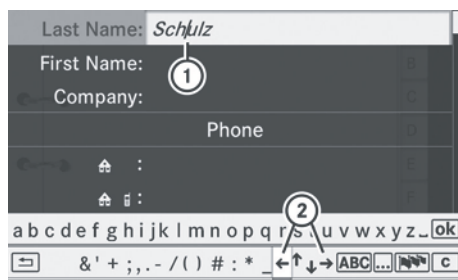 Last Name: Schulz
1
First Name:
Company:
Phone
:
:
2
a b c d e f g h i j k l m n o p q r s t u v w x y z ␣ ok
& ' + ; , . - / ( ) # : * _ ← ↑ ↓ → ABC ... c